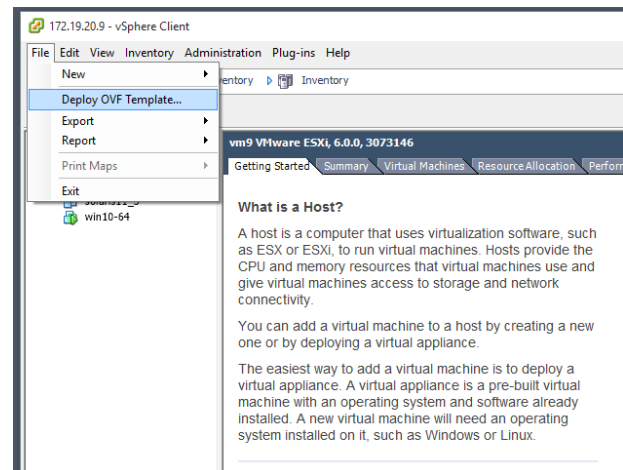 172.19.20.9 - vSphere Client
File Edit View Inventory Administration Plug-ins Help
Inventory
New
Deploy OVF Template...
Export
Report
Print Maps
Exit
win10-64
vm9 VMware ESXi, 6.0.0, 3073146
Getting Started Summary Virtual Machines Resource Allocation Perform
What is a Host?
A host is a computer that uses virtualization software, such
as ESX or ESXi, to run virtual machines. Hosts provide the
CPU and memory resources that virtual machines use and
give virtual machines access to storage and network
connectivity.
You can add a virtual machine to a host by creating a new
one or by deploying a virtual appliance.
The easiest way to add a virtual machine is to deploy a
virtual appliance. A virtual appliance is a pre-built virtual
machine with an operating system and software already
installed. A new virtual machine will need an operating
system installed on it, such as Windows or Linux.